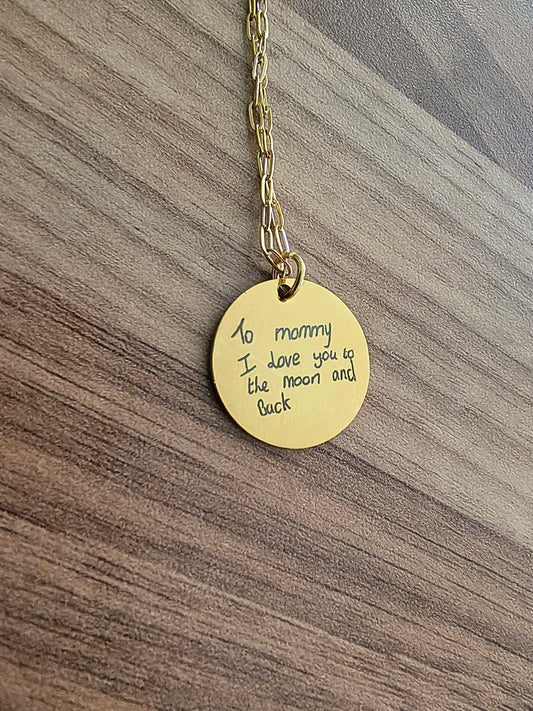 To mommy
I Love you to
the moon and
Back